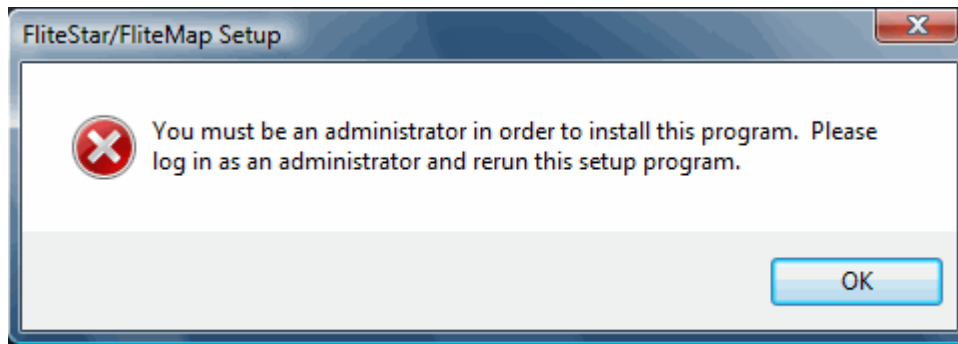 FliteStar/FliteMap Setup
You must be an administrator in order to install this program.  Please
log in as an administrator and rerun this setup program.
OK